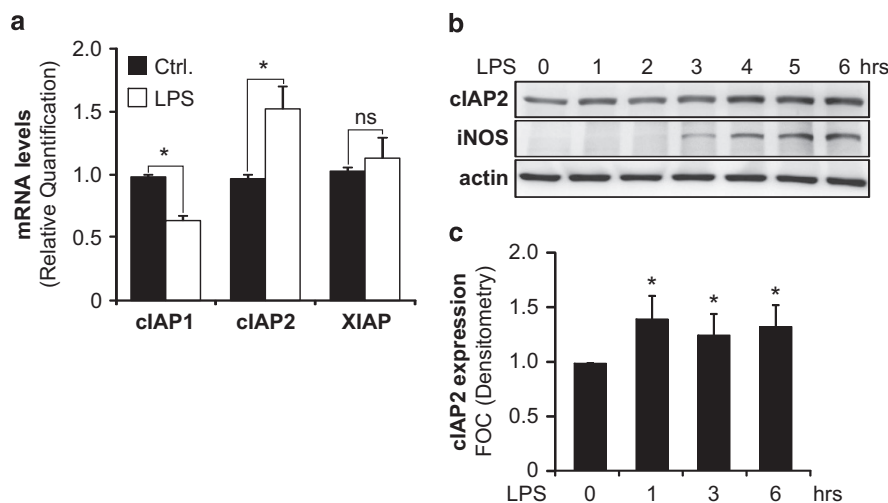 a
mRNA levels
(Relative Quantification)
2.0
1.5
1.0
0.5
0
Ctrl.
LPS
*
*
ns
cIAP1 cIAP2 XIAP
b
LPS 0 1 2 3 4 5 6 hrs
cIAP2
iNOS
actin
c
cIAP2 expression
FOC (Densitometry)
2.0
1.5
1.0
0.5
0
* * *
LPS 0 1 3 6 hrs